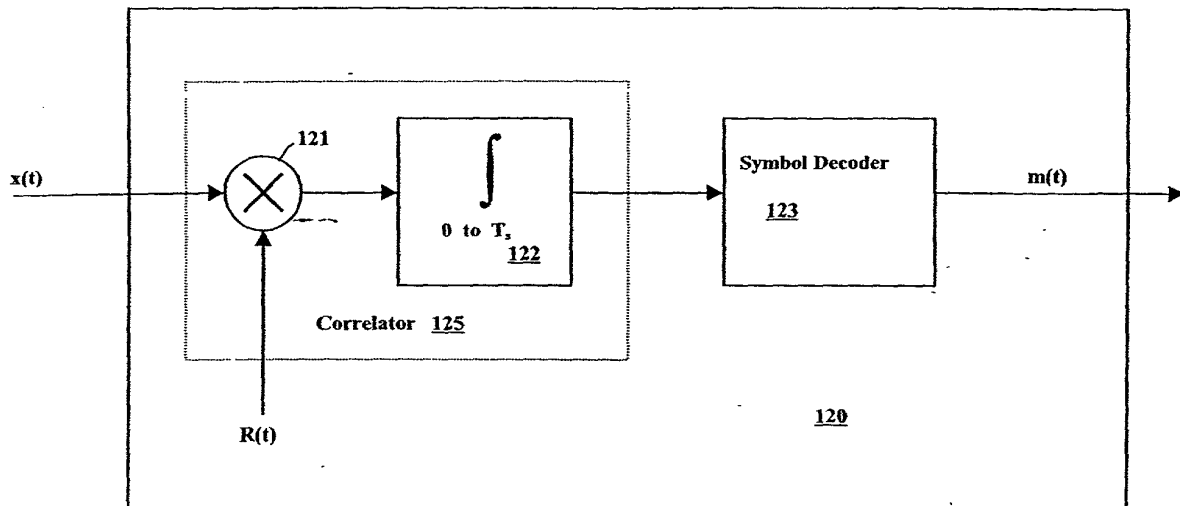 121
x(t)
∫
0 to Tₛ
122
Symbol Decoder
123
m(t)
Correlator 125
R(t)
120